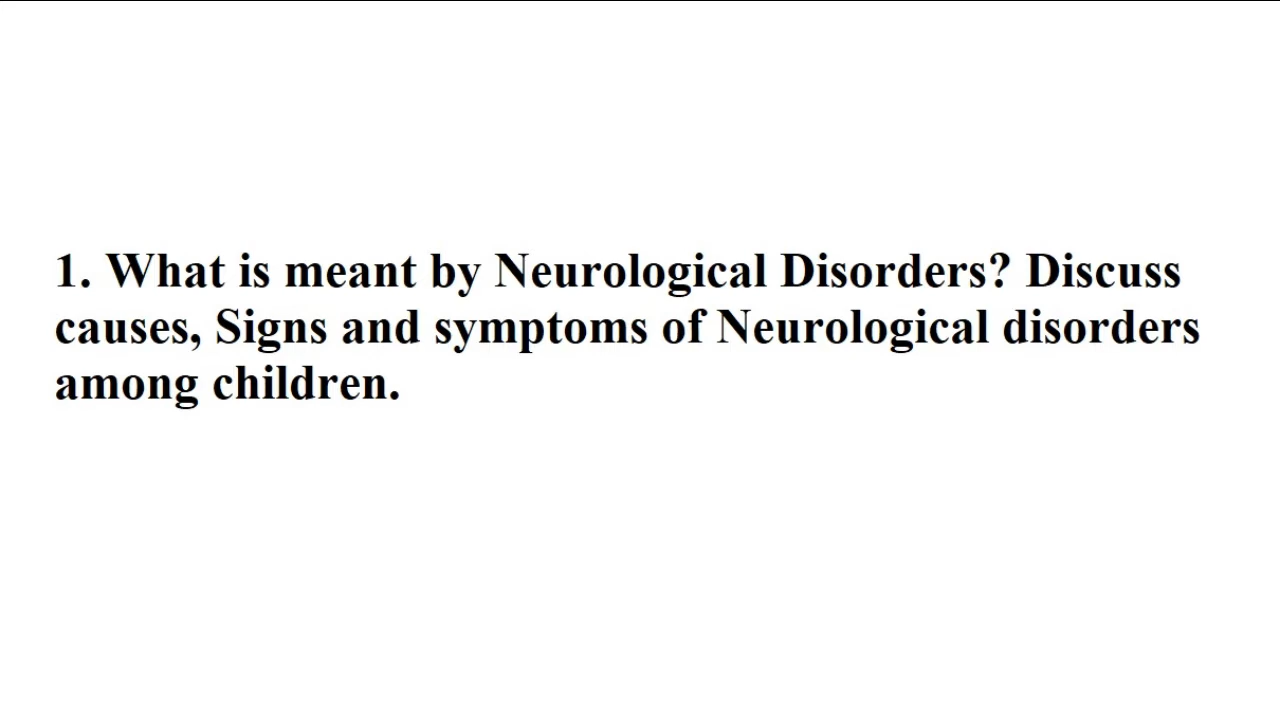 1. What is meant by Neurological Disorders? Discuss
causes, Signs and symptoms of Neurological disorders
among children.